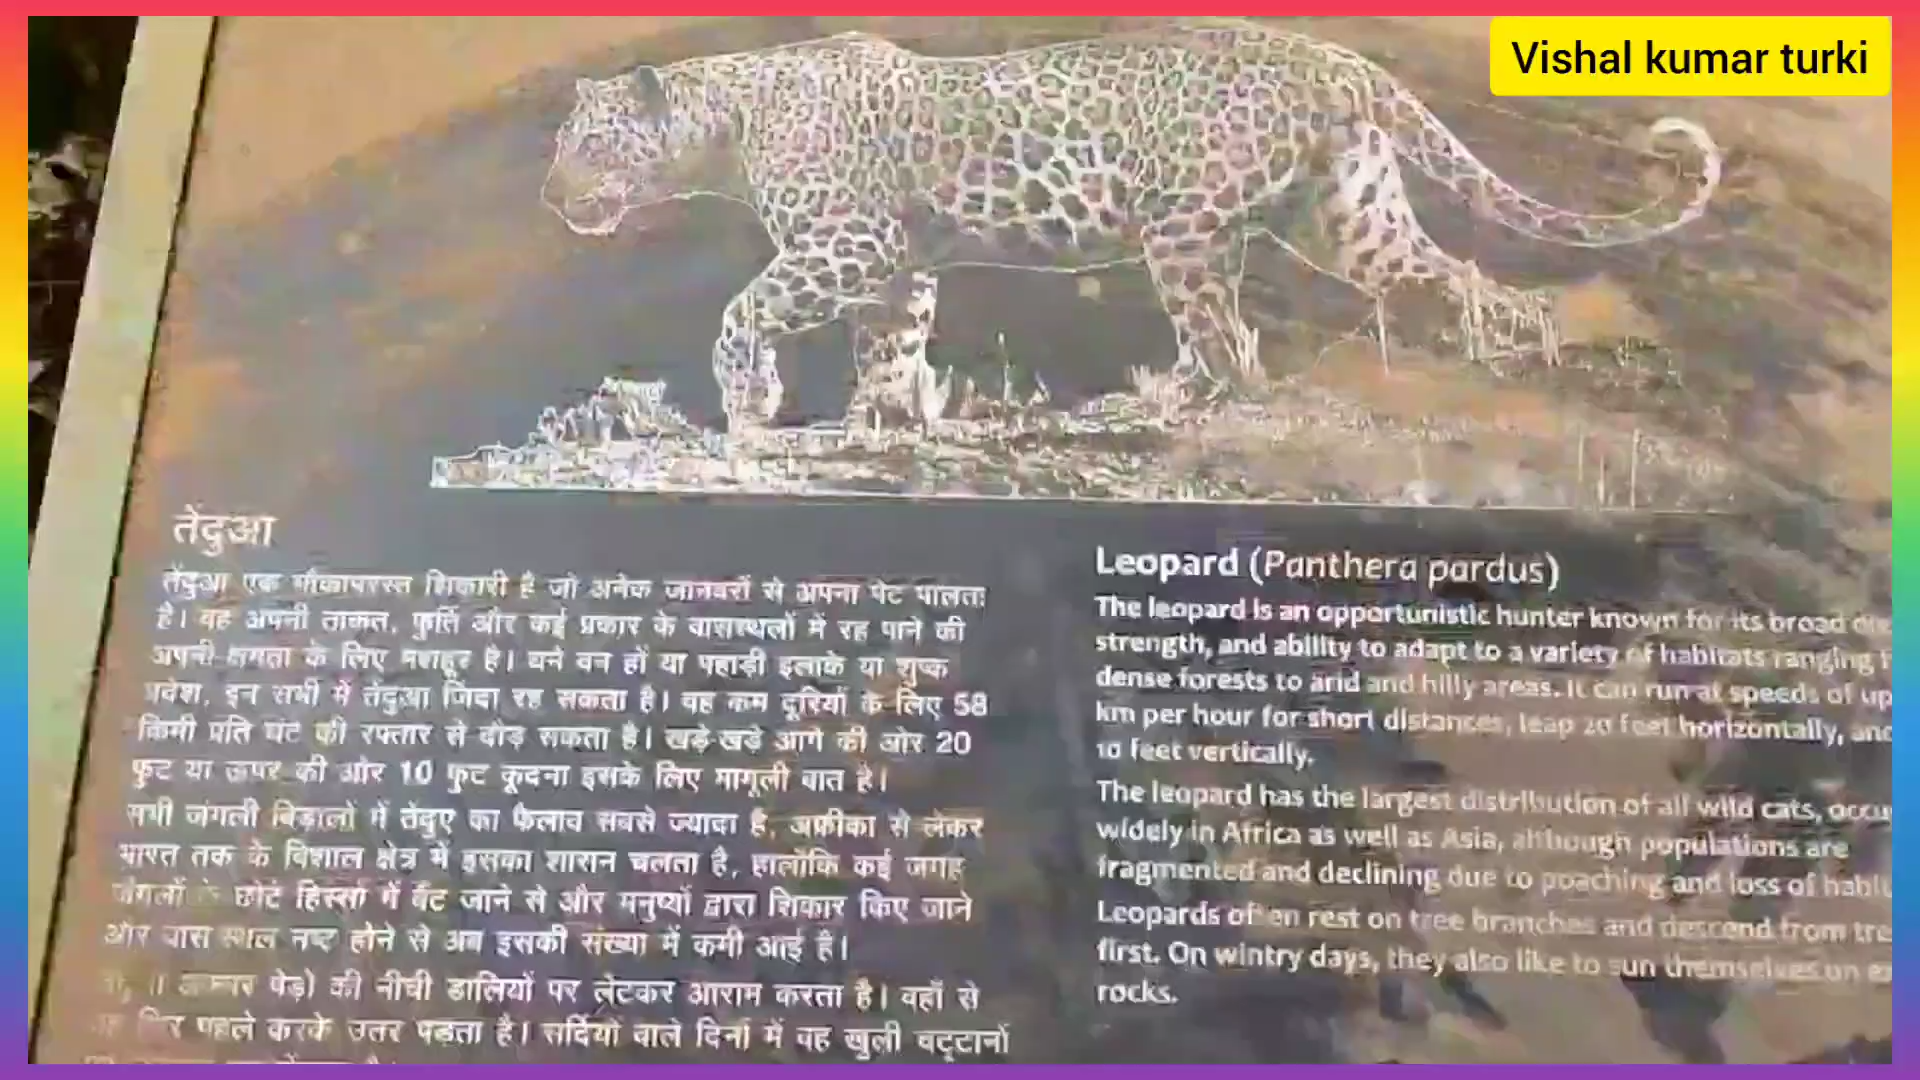 Vishal kumar turki
तेंदुआ
तेंदुआ एक मौकापरस्त शिकारी है जो अनेक जानवरों से अपना पेट पालता
है। वह अपनी ताकत, फुर्ति और कई प्रकार के वासस्थलों में रह पाने की
अपनी क्षमता के लिए मशहूर है। घने वन हों या पहाड़ी इलाके या शुष्क
प्रदेश, इन सभी में तेंदुआ जिंदा रह सकता है। वह कम दूरियों के लिए 58
किमी प्रति घंटे की रफ्तार से दौड़ सकता है। खड़े-खड़े आगे की ओर 20
फुट या ऊपर की ओर 10 फुट कूदना इसके लिए मामूली बात है।
सभी जंगली बिड़ालों में तेंदुए का फैलाव सबसे ज्यादा है, अफ्रीका से लेकर
भारत तक के विशाल क्षेत्र में इसका शासन चलता है, हालाँकि कई जगह
जंगलों के छोटे हिस्सों में बँट जाने से और मनुष्यों द्वारा शिकार किए जाने
और वास स्थल नष्ट होने से अब इसकी संख्या में कमी आई है।
पेड़ों की नीची डालियों पर लेटकर आराम करता है। वहाँ से
सिर पहले करके उतर पड़ता है। सर्दियों वाले दिनों में वह खुली चट्टानों
Leopard (Panthera pardus)
The leopard is an opportunistic hunter known for its broad
strength, and ability to adapt to a variety of habitats ranging
dense forests to arid and hilly areas. It can run at speeds of up
km per hour for short distances, leap 20 feet horizontally, and
10 feet vertically.
The leopard has the largest distribution of all wild cats,
widely in Africa as well as Asia, although populations are
fragmented and declining due to poaching and loss of
Leopards often rest on tree branches and descend from
first. On wintry days, they also like to sun themselves on
rocks.